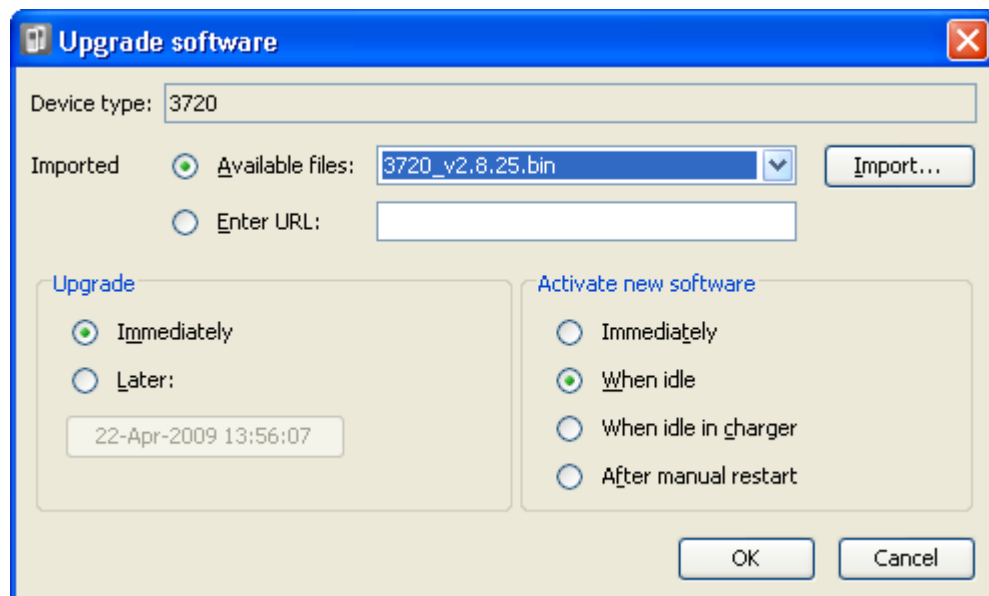 Upgrade software
Device type: 3720
Imported Available files: 3720_v2.8.25.bin Import...
Enter URL:
Upgrade
Immediately
Later:
22-Apr-2009 13:56:07
Activate new software
Immediately
When idle
When idle in charger
After manual restart
OK Cancel